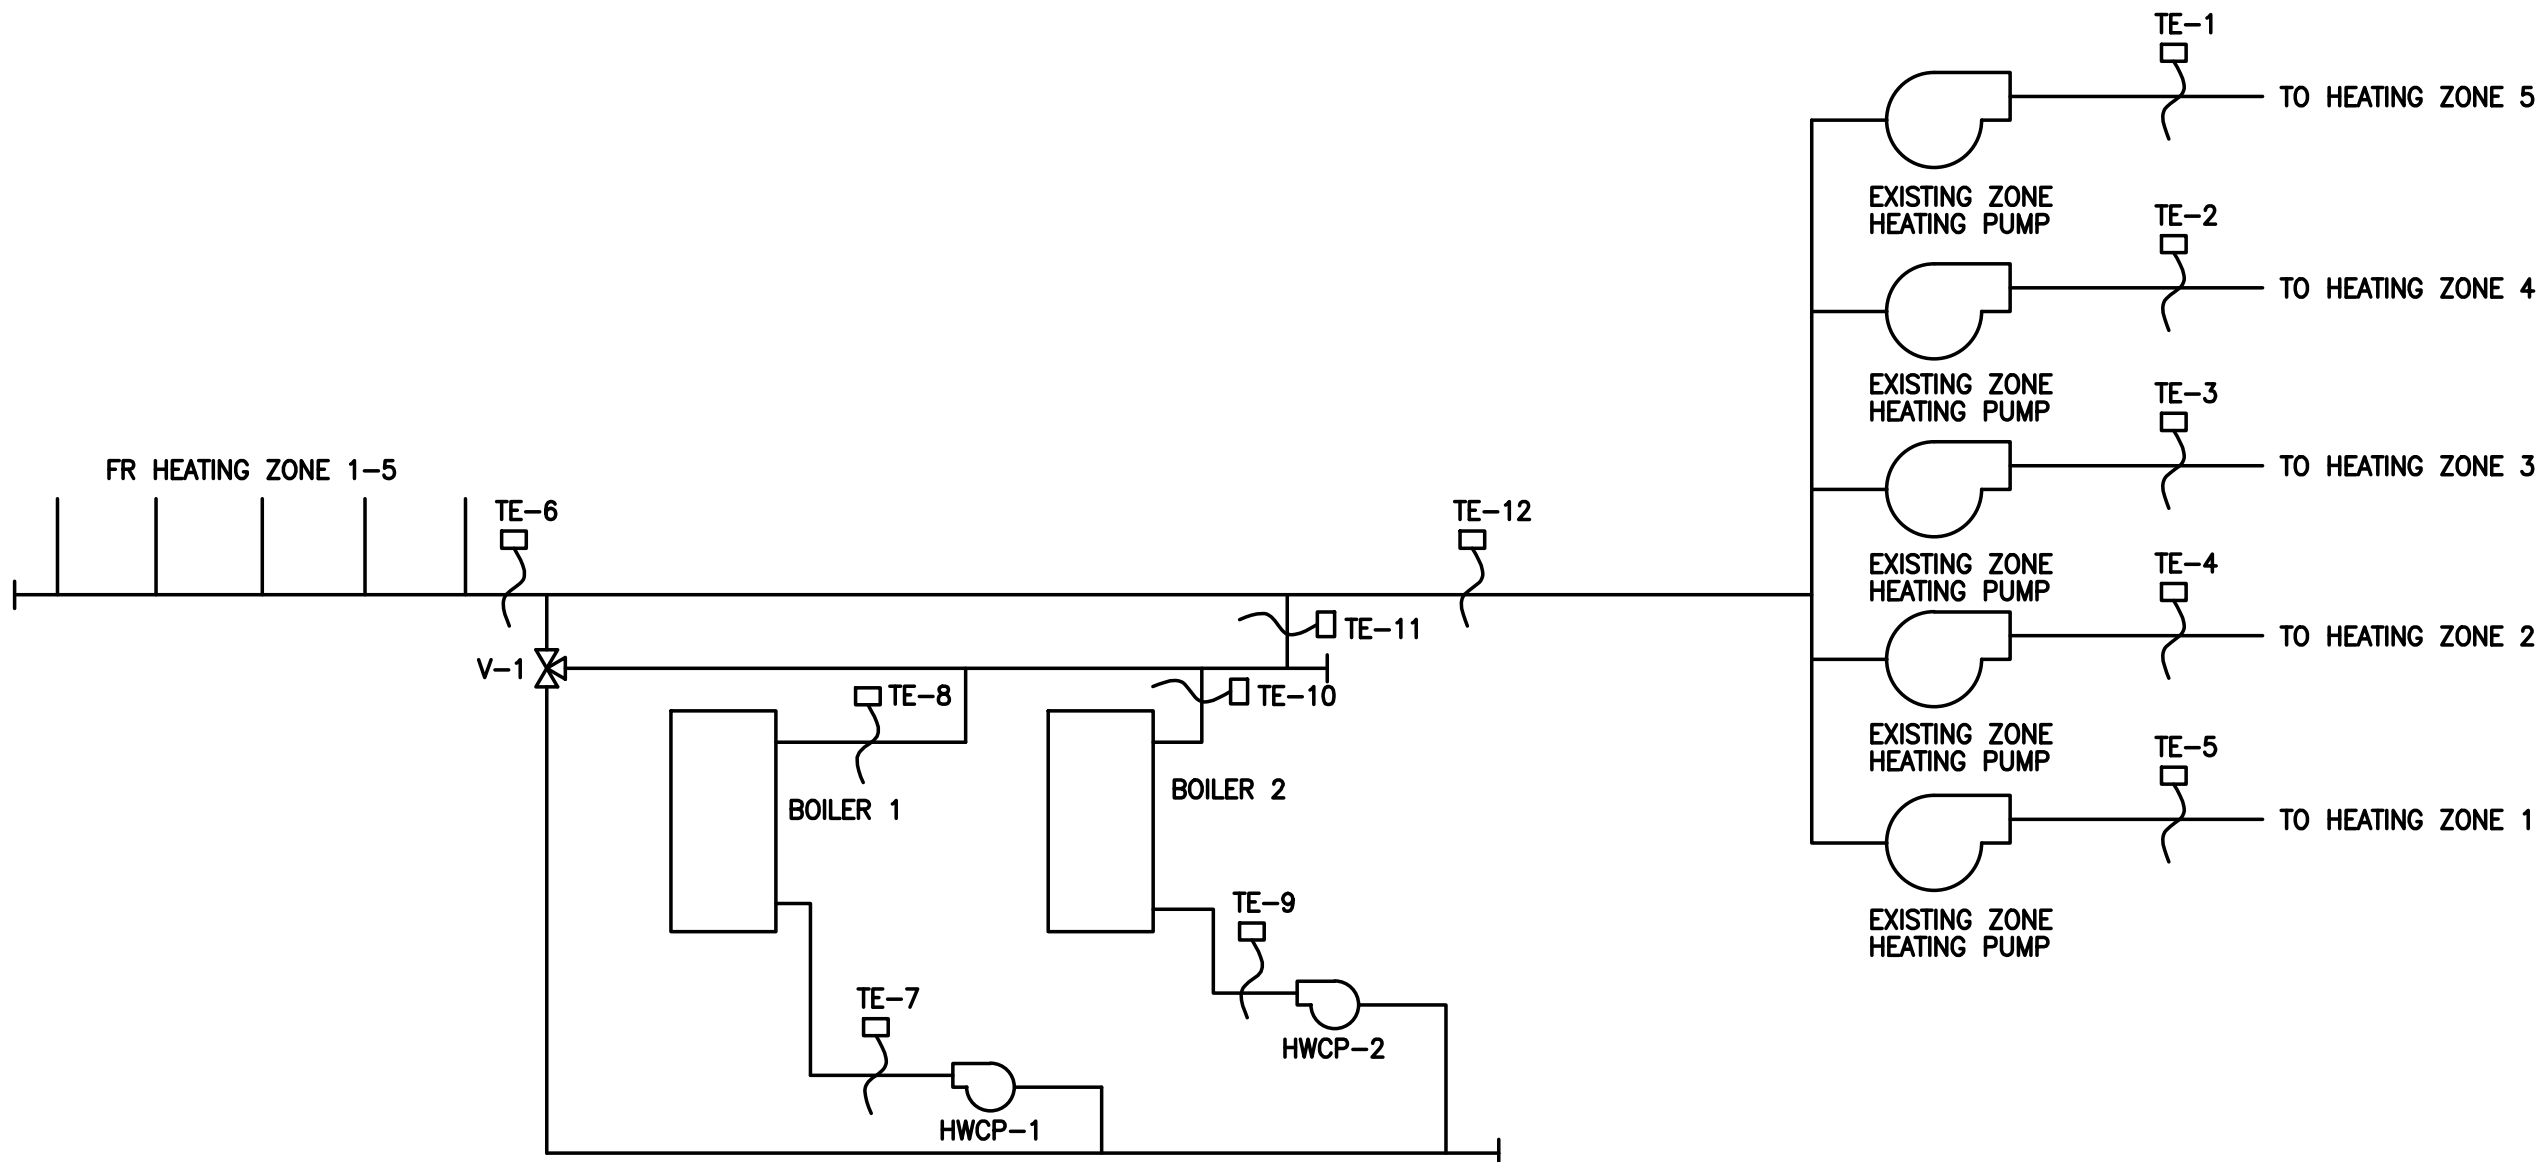 TE-1
TO HEATING ZONE 5
EXISTING ZONE
HEATING PUMP
TE-2
TO HEATING ZONE 4
EXISTING ZONE
HEATING PUMP
TE-3
TO HEATING ZONE 3
FR HEATING ZONE 1-5
TE-6
TE-12
EXISTING ZONE
HEATING PUMP
TE-4
TO HEATING ZONE 2
TE-11
V-1
TE-8
TE-10
EXISTING ZONE
HEATING PUMP
TE-5
BOILER 1
BOILER 2
TO HEATING ZONE 1
TE-9
EXISTING ZONE
HEATING PUMP
TE-7
HWCP-2
HWCP-1